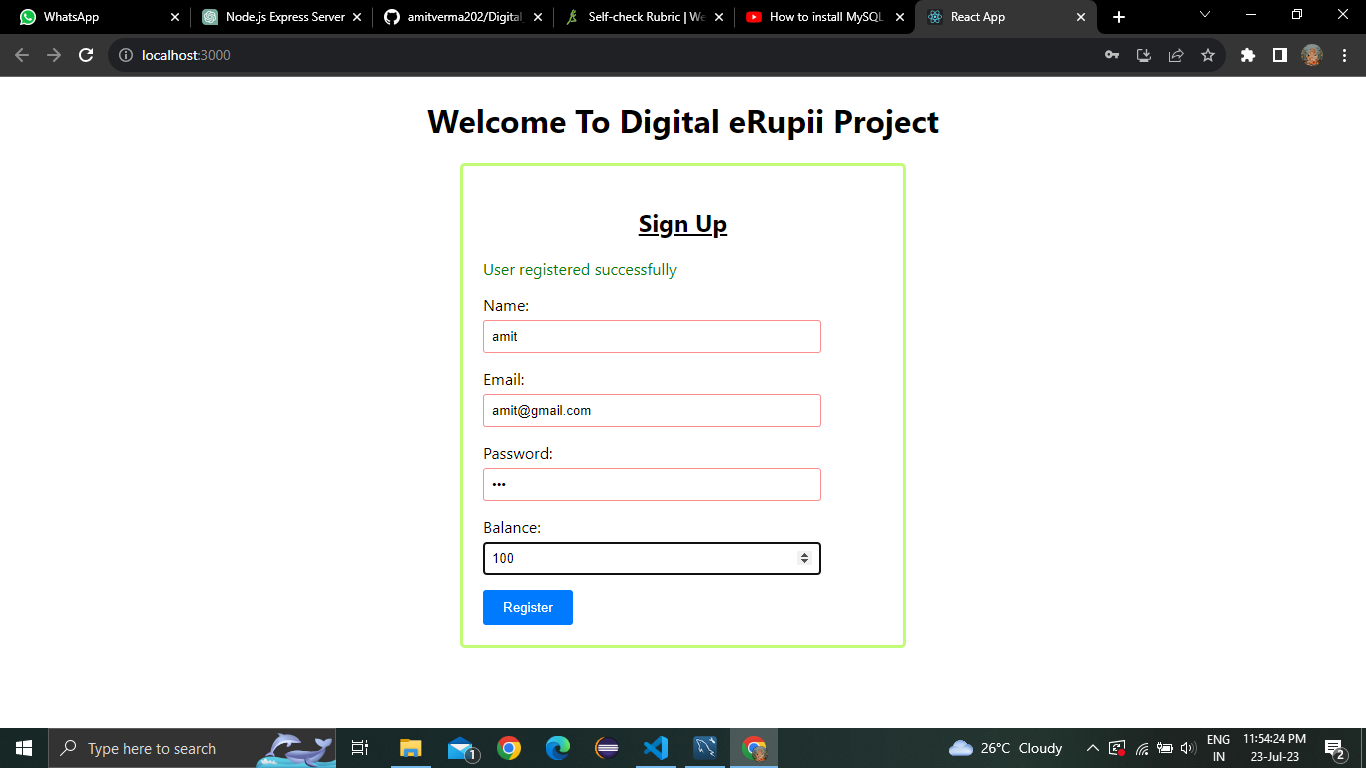 WhatsApp
Node.js Express Server
amitverma202/Digital
Self-check Rubric | We
How to install MySQL
React App
localhost:3000
Welcome To Digital eRupii Project
Sign Up
User registered successfully
Name:
amit
Email:
amit@gmail.com
Password:
•••
Balance:
100
Register
Type here to search
1
26°C Cloudy
ENG
IN
11:54:24 PM
23-Jul-23
2